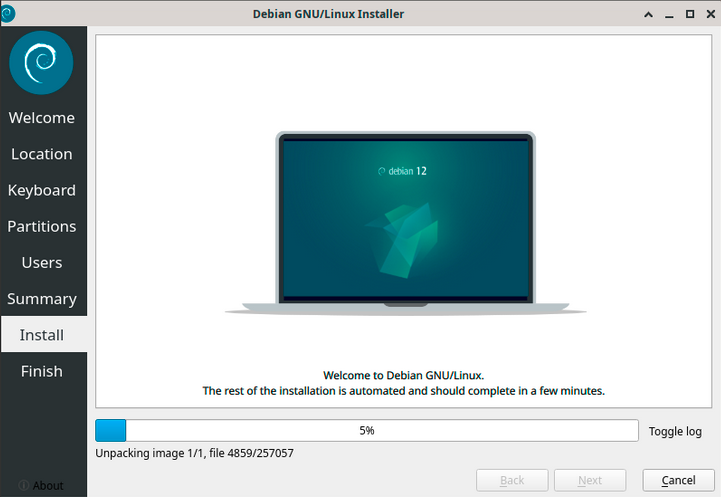 Debian GNU/Linux Installer
Welcome
Location
Keyboard
Partitions
Users
Summary
Install
Finish
About
debian 12
Welcome to Debian GNU/Linux.
The rest of the installation is automated and should complete in a few minutes.
5%
Toggle log
Unpacking image 1/1, file 4859/257057
Back
Next
Cancel